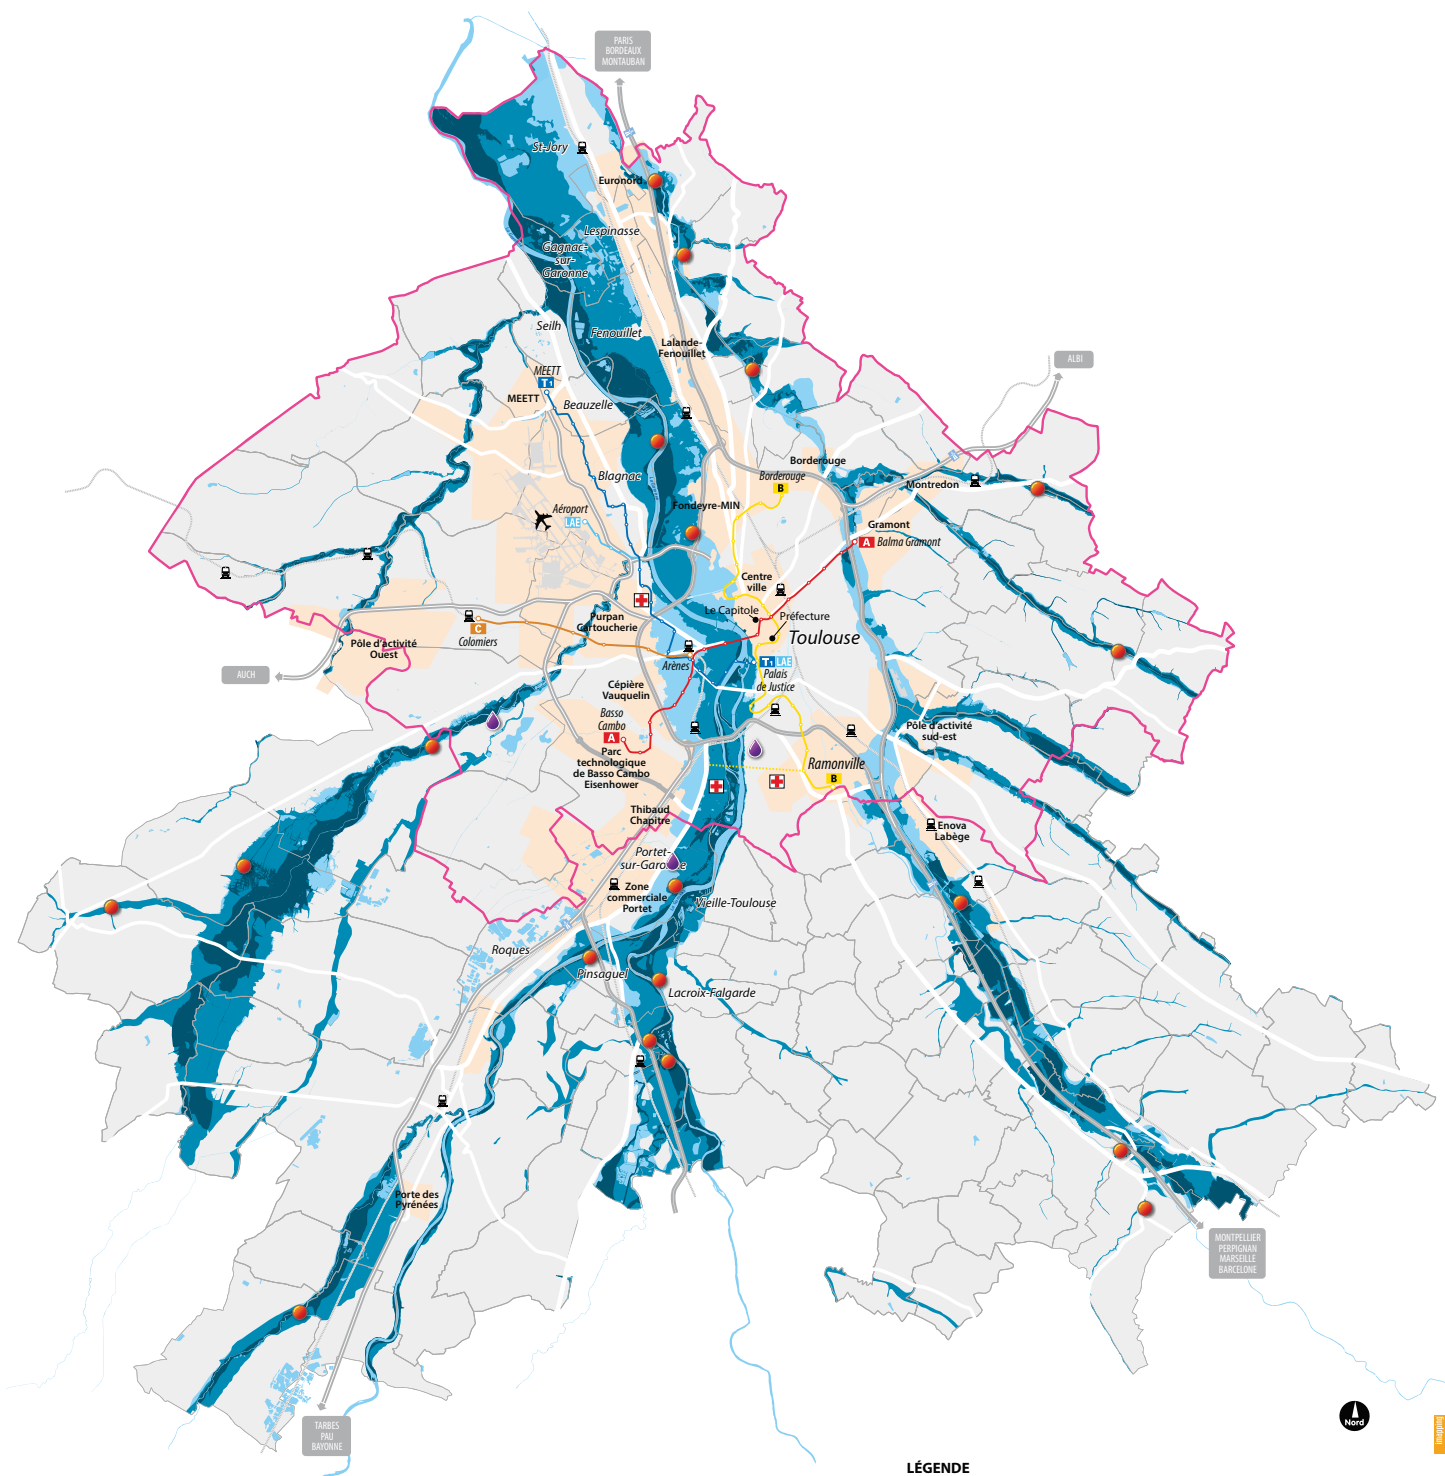 PARIS
BORDEAUX
MONTAUBAN
St-Jory
Euronord
Lespinasse
Gagnac-
sur-
Garonne
Seilh
Fenouillet
Lalande-
Fenouillet
ALBI
MEETT
T1
MEETT
Beauzelle
Borderouge
Borderouge
B
Blagnac
Montredon
Aéroport
LAE
Fondeyre-MIN
Gramont
A Balma Gramont
Centre
ville
Le Capitole
Préfecture
Toulouse
Purpan
Cartoucherie
C
Colomiers
Pôle d'activité
Ouest
AUCH
Arènes
T1 LAE
Palais
de Justice
Cépière
Vauquelin
Basso
Cambo
A
Parc
technologique
de Basso Cambo
Eisenhower
Pôle d'activité
sud-est
Ramonville
B
Thibaud
Chapitre
Enova
Labège
Portet-
sur-Garonne
Zone
commerciale
Portet
Vieille-Toulouse
Roques
Pinsaguel
Lacroix-Falgarde
Porte des
Pyrénées
MONTPELLIER
PERPIGNAN
MARSEILLE
BARCELONE
TARBES
PAU
BAYONNE
Nord
imapping
LÉGENDE